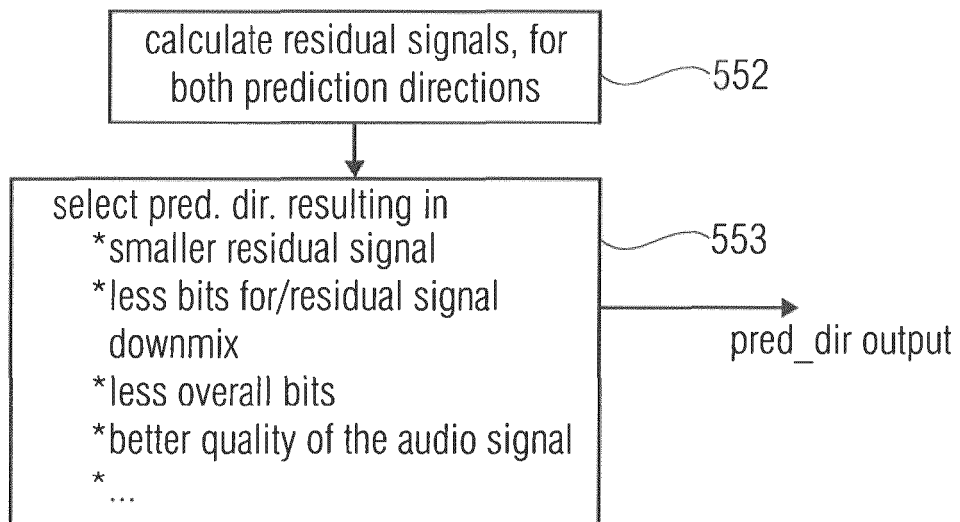 calculate residual signals, for
both prediction directions
552
select pred. dir. resulting in
*smaller residual signal
*less bits for/residual signal
downmix
*less overall bits
*better quality of the audio signal
*...
553
pred_dir output